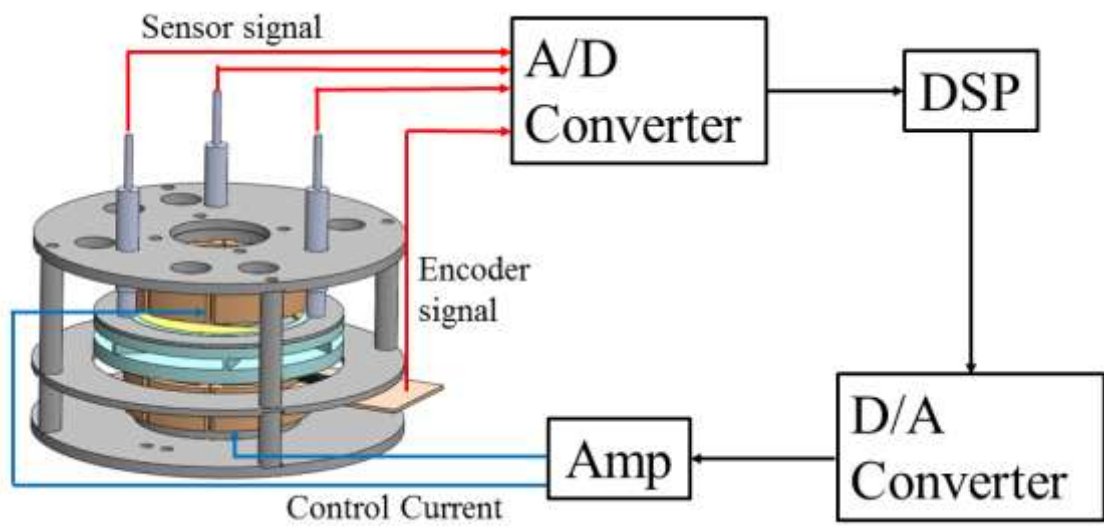 Sensor signal
A/D
Converter
DSP
Encoder
signal
D/A
Converter
Amp
Control Current